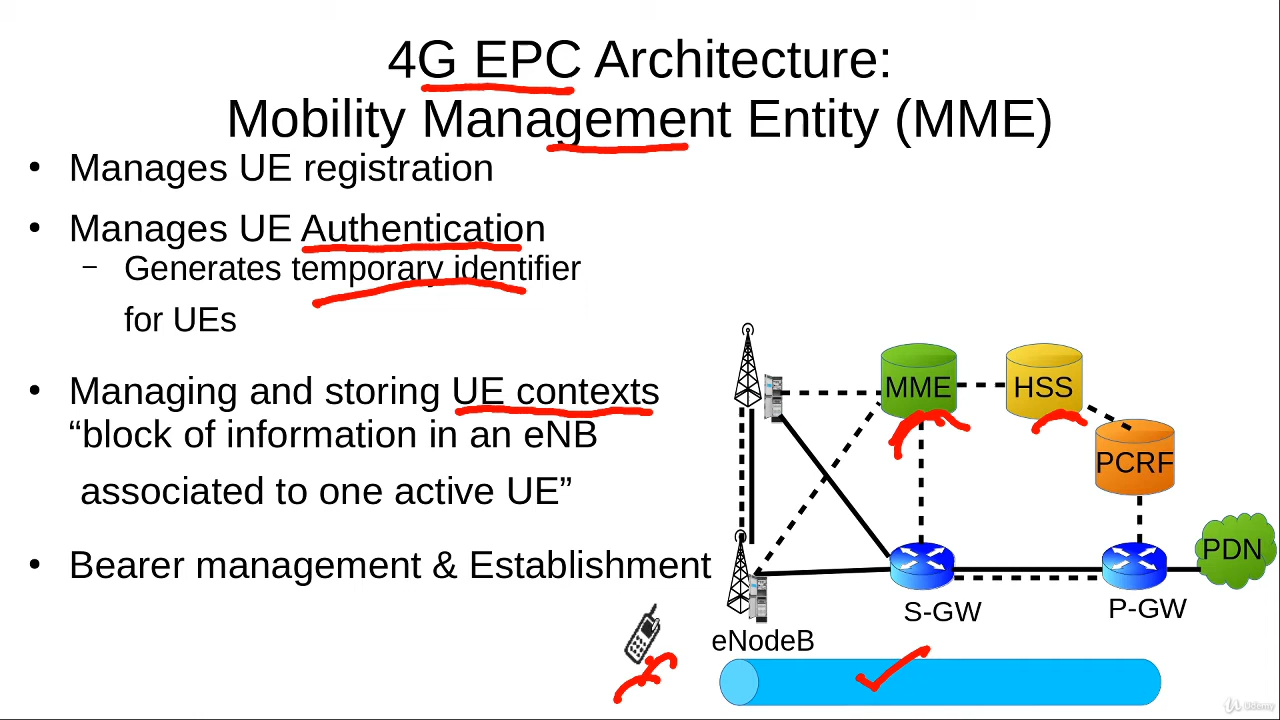 4G EPC Architecture:
Mobility Management Entity (MME)
• Manages UE registration
• Manages UE Authentication
– Generates temporary identifier
for UEs
• Managing and storing UE contexts
“block of information in an eNB
associated to one active UE”
• Bearer management & Establishment
MME
HSS
PCRF
PDN
S-GW
P-GW
eNodeB
Udemy